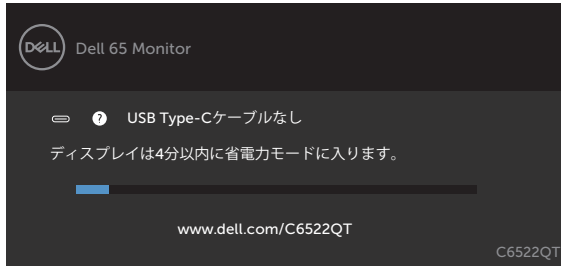 DELL Dell 65 Monitor
? USB Type-Cケーブルなし
ディスプレイは4分以内に省電力モードに入ります。
www.dell.com/C6522QT
C6522QT